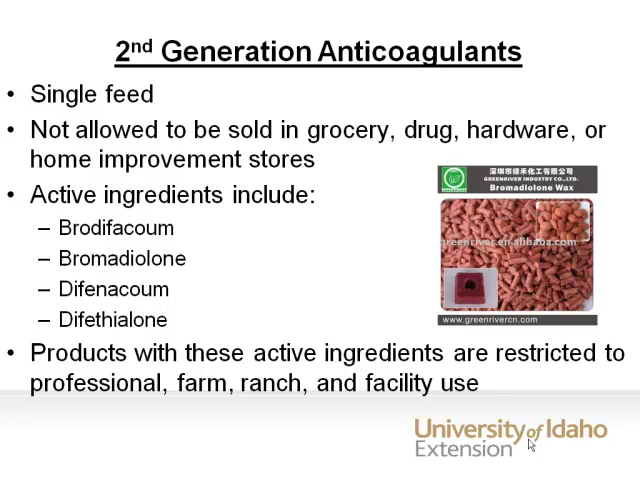 2nd Generation Anticoagulants
• Single feed
• Not allowed to be sold in grocery, drug, hardware, or
home improvement stores
• Active ingredients include:
– Brodifacoum
– Bromadiolone
– Difenacoum
– Difethialone
深圳市绿禾化工有限公司
GREENRIVER INDUSTRY CO.,LTD.
Bromadiolone Wax
greenriver.en.alibaba.com
www.greenrivercn.com
• Products with these active ingredients are restricted to
professional, farm, ranch, and facility use
University of Idaho
Extension